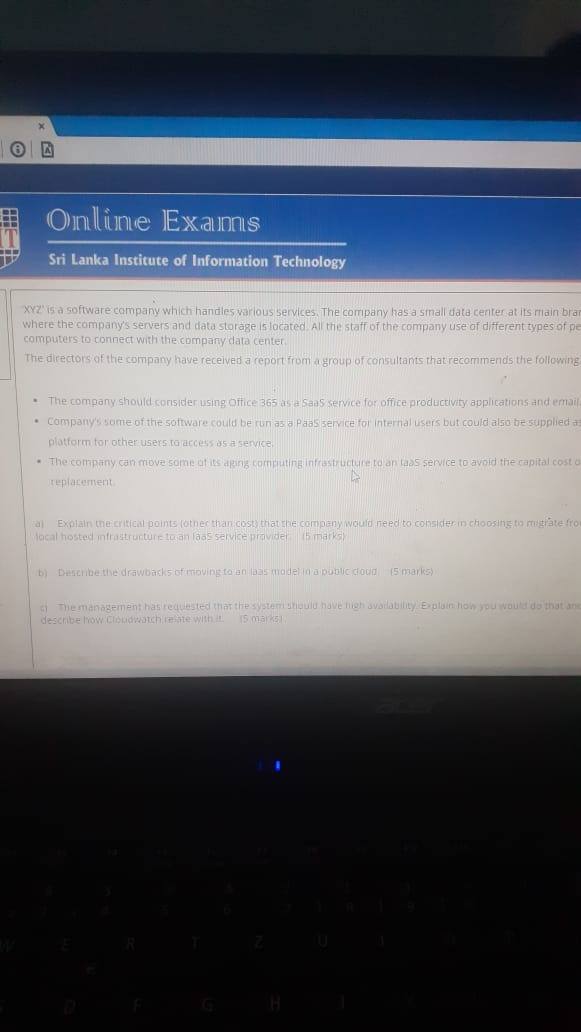 Online Exams
Sri Lanka Institute of Information Technology
'XYZ' is a software company which handles various services. The company has a small data center at its main
where the company's servers and data storage is located. All the staff of the company use of different types of
computers to connect with the company data center.
The directors of the company have received a report from a group of consultants that recommends the following
• The company should consider using Office 365 as a SaaS service for office productivity applications and email
• Company's some of the software could be run as a PaaS service for internal users but could also be supplied as
platform for other users to access as a service.
• The company can move some of its aging computing infrastructure to an IaaS service to avoid the capital cost
replacement.
a) Explain the critical points (other than cost) that the company would need to consider in choosing to migrate
local hosted infrastructure to an IaaS service provider. (5 marks)
b) Describe the drawbacks of moving to an Iaas model in a public cloud. (5 marks)
c) The management has requested that the system should have high availability. Explain how you would do that
describe how Cloudwatch relate with it. (5 marks)
acer
W E R T Z U I
D F G H J